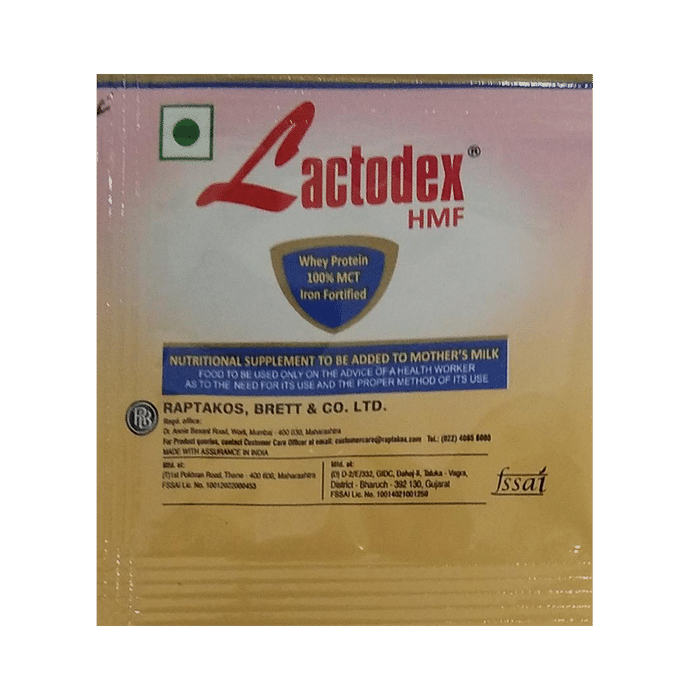 Lactodex®
HMF
Whey Protein
100% MCT
Iron Fortified
NUTRITIONAL SUPPLEMENT TO BE ADDED TO MOTHER'S MILK
FOOD TO BE USED ONLY ON THE ADVICE OF A HEALTH WORKER
AS TO THE NEED FOR ITS USE AND THE PROPER METHOD OF ITS USE
RB
RAPTAKOS, BRETT & CO. LTD.
Regd. office:
Dr. Annie Besant Road, Worli, Mumbai - 400 030, Maharashtra
For Product queries, contact Customer Care Officer at email: customercare@raptakos.com Tel.: (022) 4085 6000
MADE WITH ASSURANCE IN INDIA
Mfd. at:
(T)1st Pokhran Road, Thane - 400 606, Maharashtra
FSSAI Lic. No. 10012022000453
Mfd. at:
(D) D-2/E/332, GIDC, Dahej-II, Taluka - Vagra,
District - Bharuch - 392 130, Gujarat
FSSAI Lic. No. 10014021001250
fssai